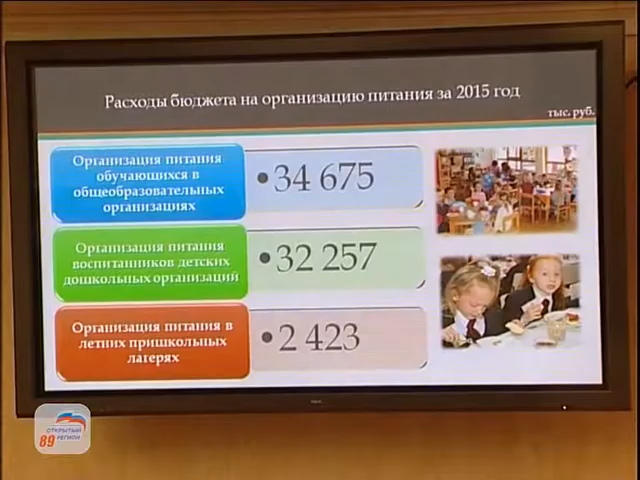 Расходы бюджета на организацию питания за 2015 год
тыс. руб.
Организация питания
обучающихся в
общеобразовательных
организациях
•34 675
Организация питания
воспитанников детских
дошкольных организаций
•32 257
Организация питания в
летних пришкольных
лагерях
•2 423
ОТКРЫТЫЙ
89 РЕГИОН